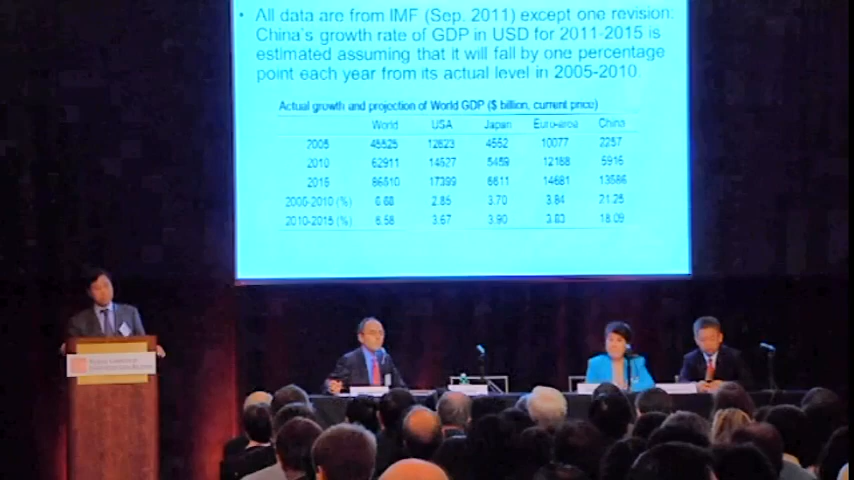 • All data are from IMF (Sep. 2011) except one revision:
China's growth rate of GDP in USD for 2011-2015 is
estimated assuming that it will fall by one percentage
point each year from its actual level in 2005-2010.
Actual growth and projection of World GDP ($ billion, current price)
World USA Japan Euro-area China
2005 12623 4552 10077 2257
2010 62911 14527 5459 12188 5916
2015 86510 17399 6611 14681 13586
2005-2010 (%) 6.68 2.85 3.70 3.84 21.25
2010-2015 (%) 6.58 3.67 3.90 3.83 18.09